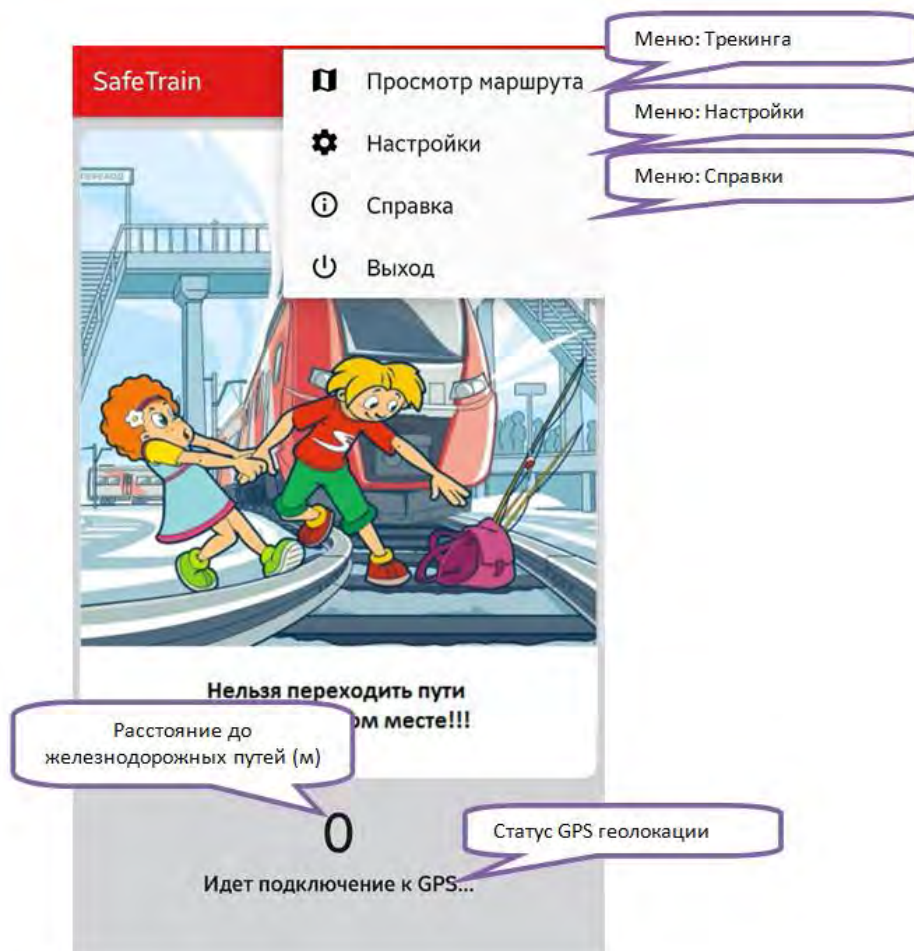 Меню: Трекинга
SafeTrain
Просмотр маршрута
Меню: Настройки
Настройки
Меню: Справки
Справка
Выход
Нельзя переходить пути
ом месте!!!
Расстояние до
железнодорожных путей (м)
0
Статус GPS геолокации
Идет подключение к GPS...